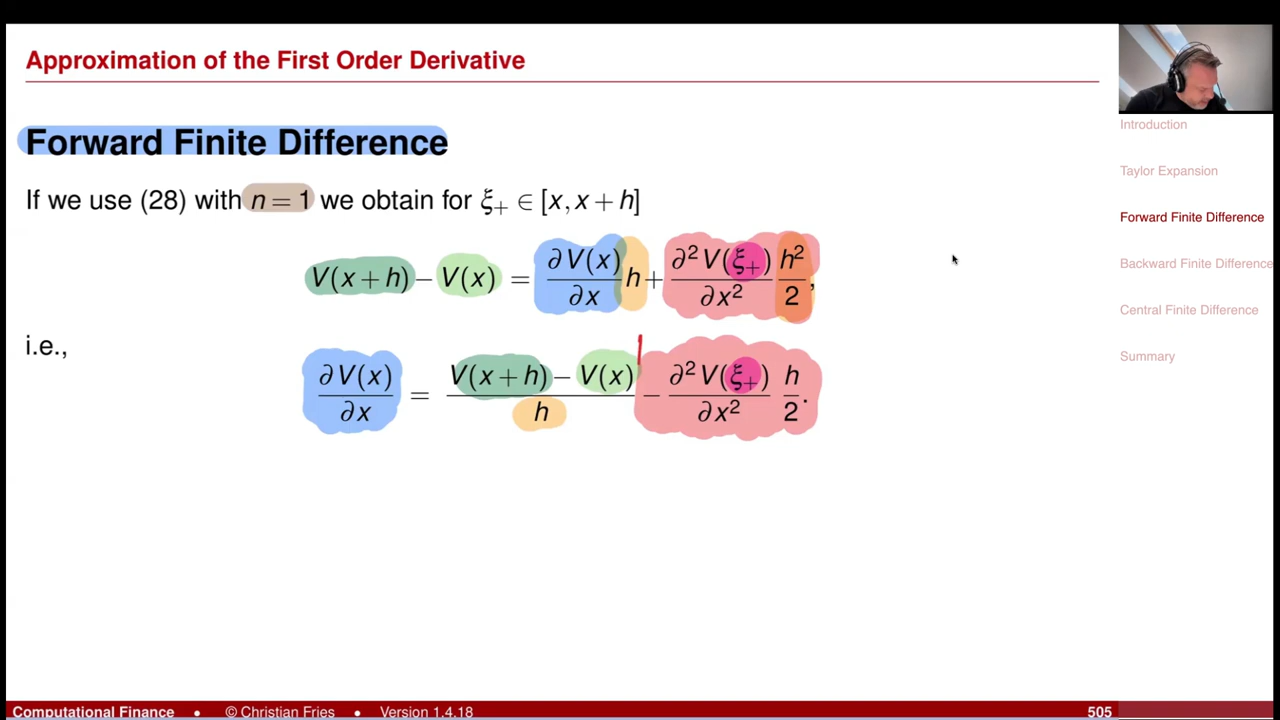 Approximation of the First Order Derivative
Forward Finite Difference
If we use (28) with n = 1 we obtain for ξ₊ ∈ [x, x + h]
V(x + h) − V(x) = ∂V(x)/∂x h + ∂²V(ξ₊)/∂x² h²/2,
i.e.,
∂V(x)/∂x = V(x + h) − V(x)/h − ∂²V(ξ₊)/∂x² h/2.
Introduction
Taylor Expansion
Forward Finite Difference
Backward Finite Difference
Central Finite Difference
Summary
Computational Finance • © Christian Fries • Version 1.4.18 505